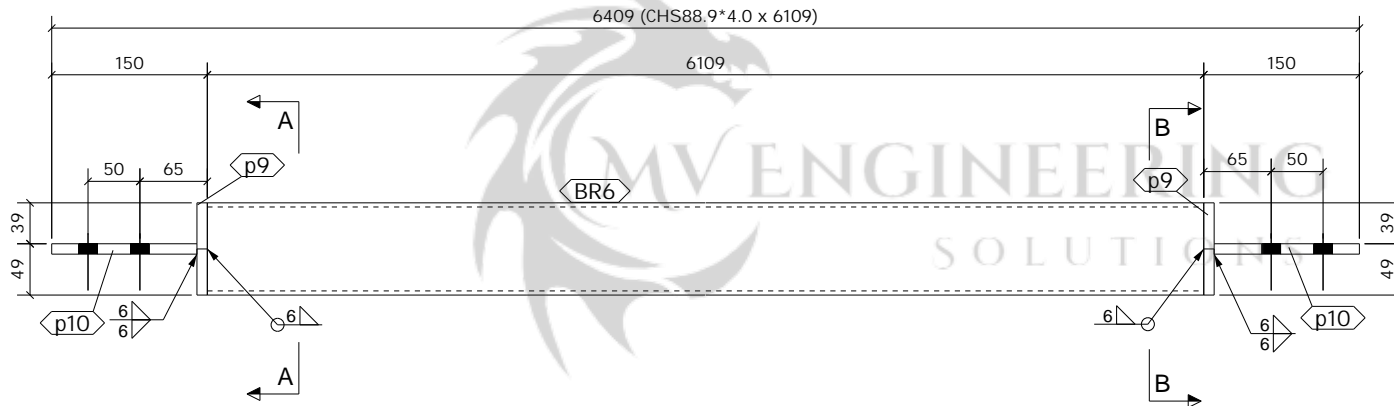 6409 (CHS88.9*4.0 x 6109)
150 6109 150
A B
50 65 p9 p9 65 50
BR6
MV ENGINEERING
SOLUTIONS
39 39
49 49
p10 6 6 6 6 6 6 p10
A B